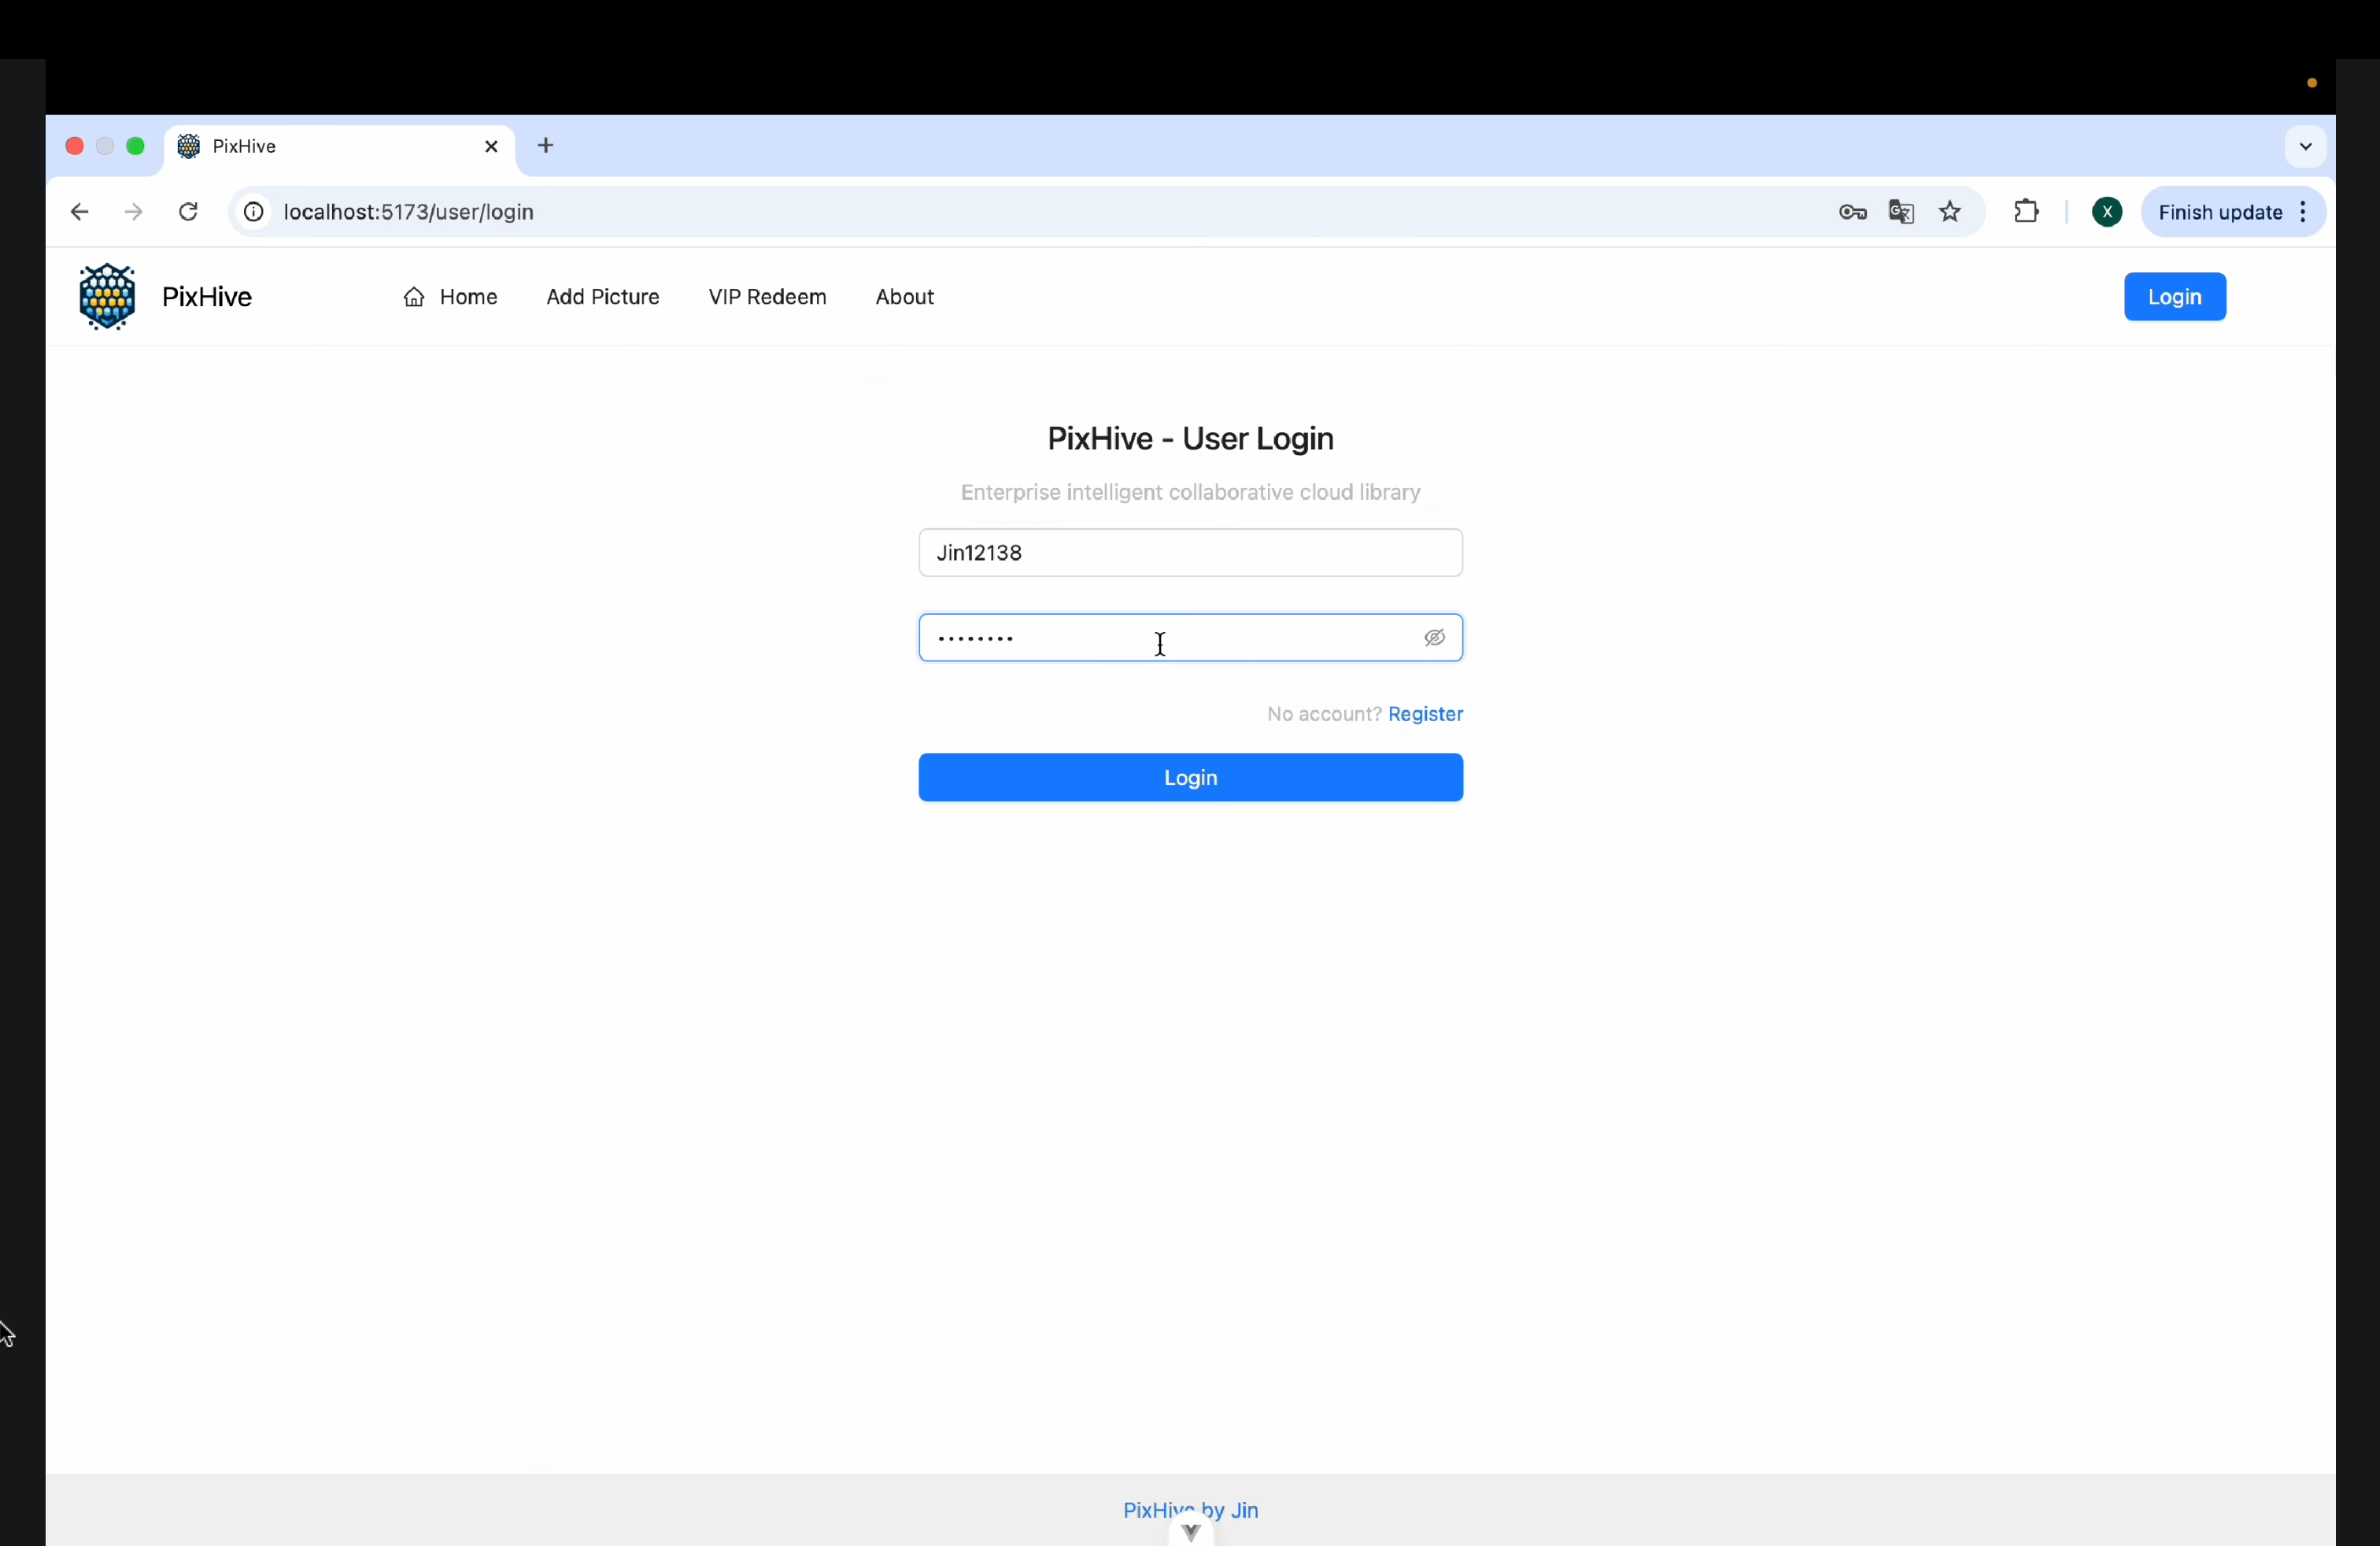 PixHive
localhost:5173/user/login
X
Finish update
PixHive
Home
Add Picture
VIP Redeem
About
Login
PixHive - User Login
Enterprise intelligent collaborative cloud library
Jin12138
••••••••
No account? Register
Login
PixHive by Jin